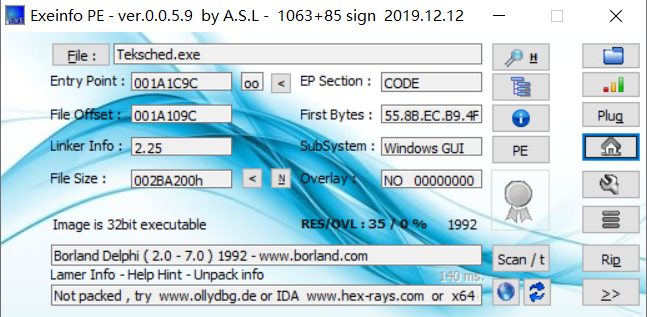 Exeinfo PE - ver.0.0.5.9 by A.S.L - 1063+85 sign 2019.12.12
File : Teksched.exe H
Entry Point : 001A1C9C oo < EP Section : CODE
File Offset : 001A109C First Bytes : 55.8B.EC.B9.4F Plug
Linker Info : 2.25 SubSystem : Windows GUI PE
File Size : 002BA200h < N Overlay : NO 00000000
Image is 32bit executable RES/OVL : 35 / 0 % 1992
Borland Delphi ( 2.0 - 7.0 ) 1992 - www.borland.com Scan / t Rip
Lamer Info - Help Hint - Unpack info 140 ms.
Not packed , try www.ollydbg.de or IDA www.hex-rays.com or x64 >>